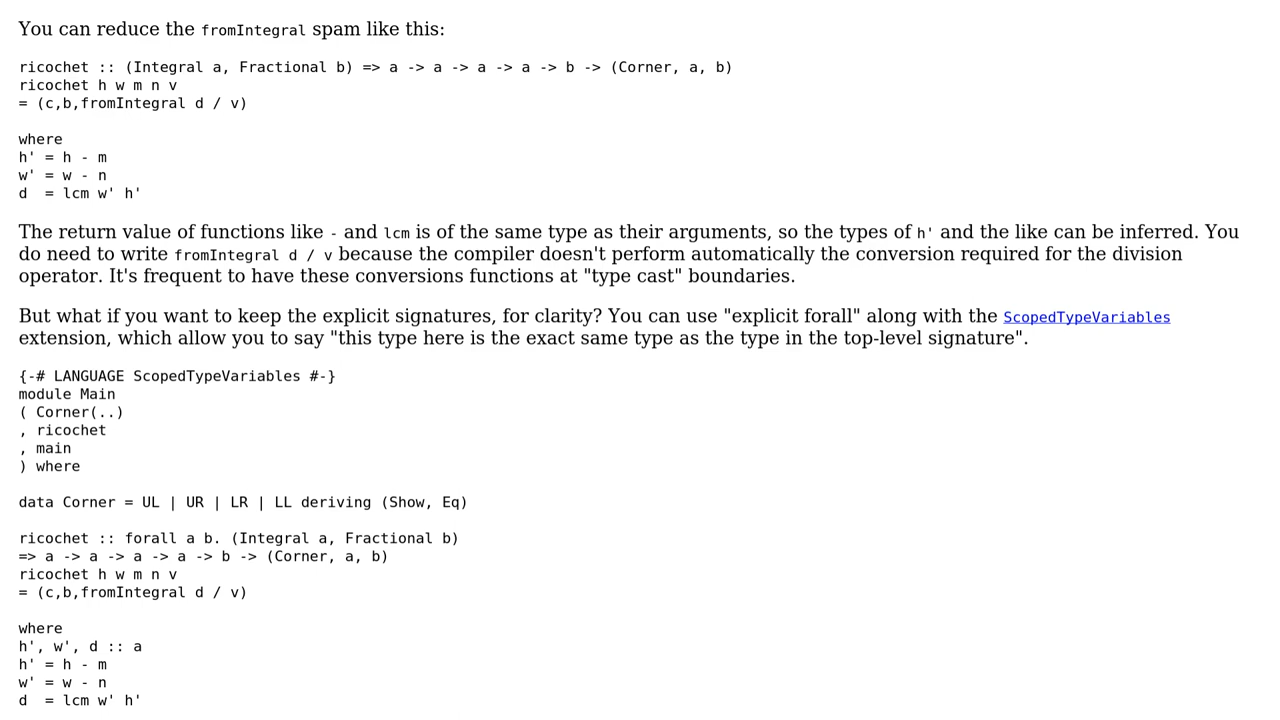 You can reduce the fromIntegral spam like this:
ricochet :: (Integral a, Fractional b) => a -> a -> a -> a -> b -> (Corner, a, b)
ricochet h w m n v
= (c,b,fromIntegral d / v)
where
h' = h - m
w' = w - n
d  = lcm w' h'
The return value of functions like - and lcm is of the same type as their arguments, so the types of h' and the like can be inferred. You
do need to write fromIntegral d / v because the compiler doesn't perform automatically the conversion required for the division
operator. It's frequent to have these conversions functions at "type cast" boundaries.
But what if you want to keep the explicit signatures, for clarity? You can use "explicit forall" along with the ScopedTypeVariables
extension, which allow you to say "this type here is the exact same type as the type in the top-level signature".
{-# LANGUAGE ScopedTypeVariables #-}
module Main
( Corner(..)
, ricochet
, main
) where
data Corner = UL | UR | LR | LL deriving (Show, Eq)
ricochet :: forall a b. (Integral a, Fractional b)
=> a -> a -> a -> a -> b -> (Corner, a, b)
ricochet h w m n v
= (c,b,fromIntegral d / v)
where
h', w', d :: a
h' = h - m
w' = w - n
d  = lcm w' h'